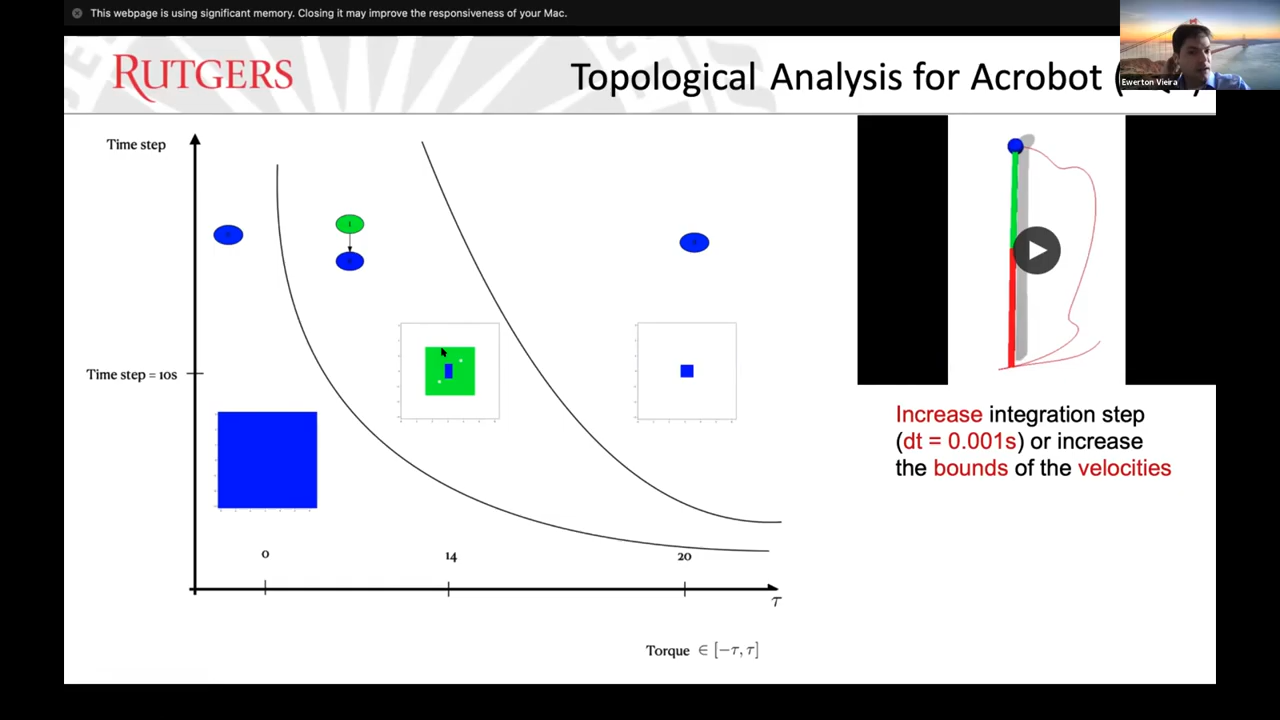 This webpage is using significant memory. Closing it may improve the responsiveness of your Mac.
RUTGERS
Topological Analysis for Acrobot (
Ewerton Vieira
Time step
Time step = 10s
0
14
20
τ
Torque ∈ [−τ, τ]
Increase integration step
(dt = 0.001s) or increase
the bounds of the velocities